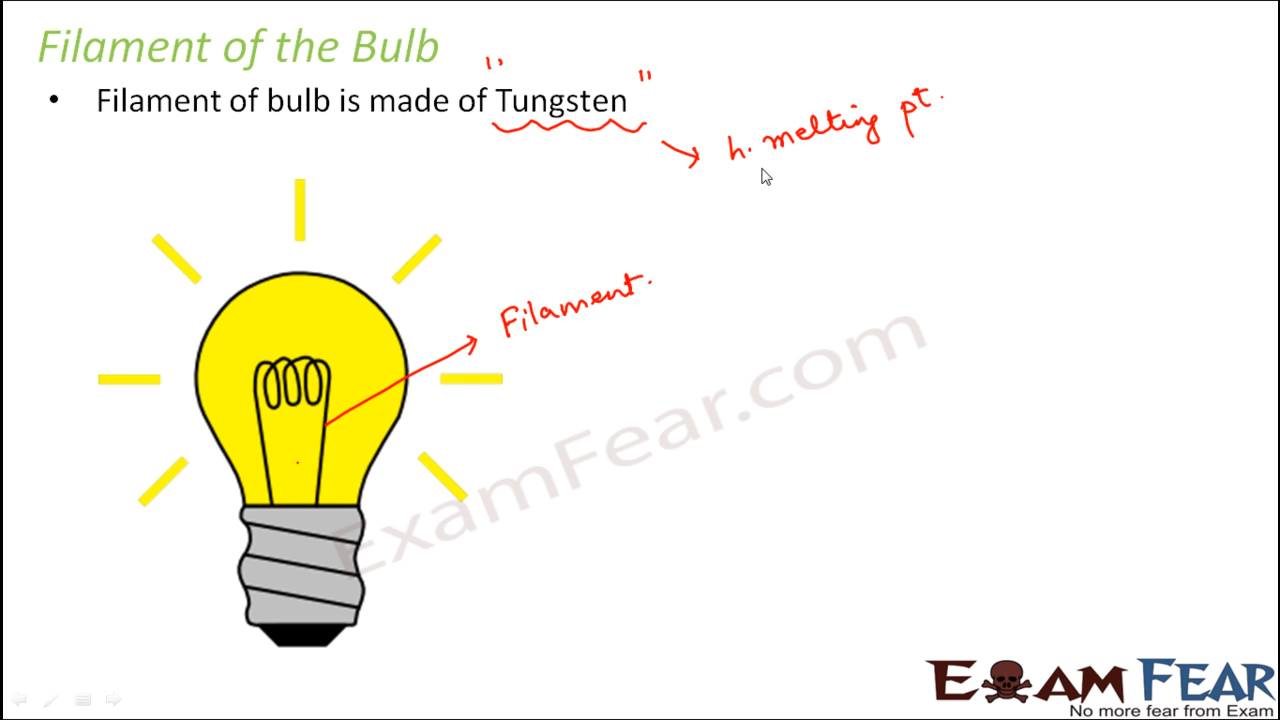 Filament of the Bulb
• Filament of bulb is made of "Tungsten"
h. melting pt.
Filament.
ExamFear.com
EXAM FEAR
No more fear from Exam